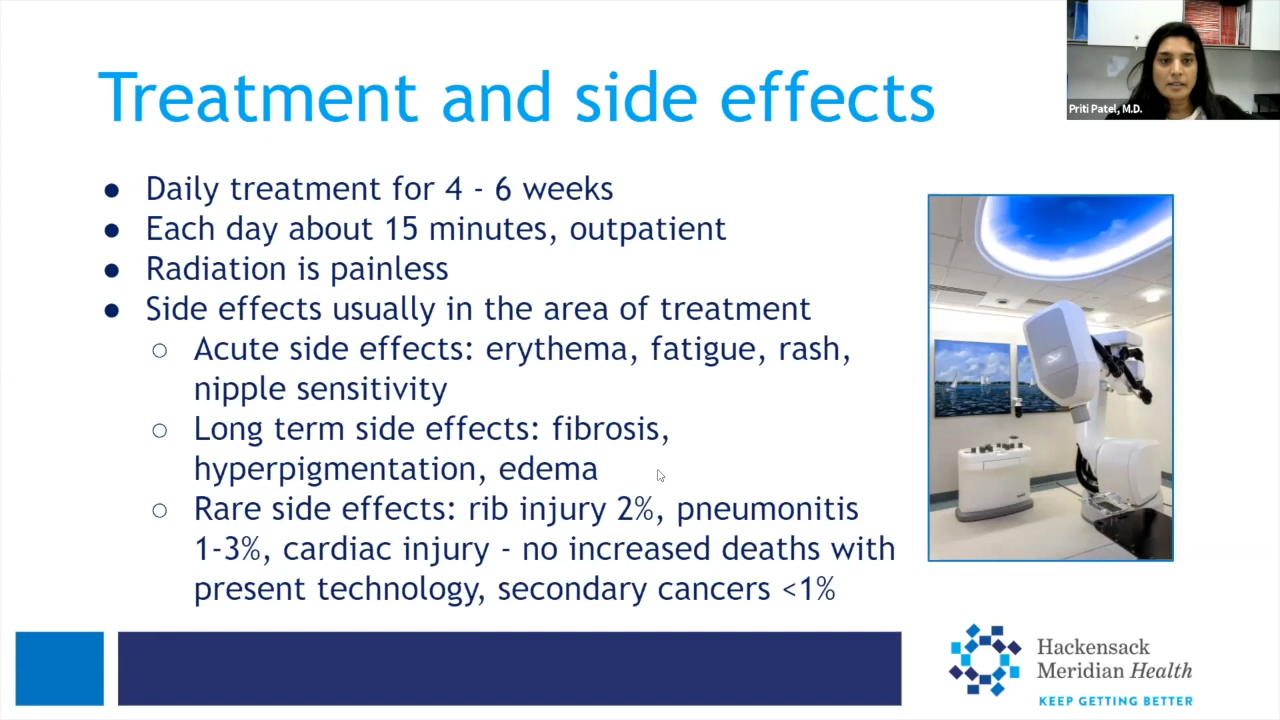 Treatment and side effects
Priti Patel, M.D.
● Daily treatment for 4 - 6 weeks
● Each day about 15 minutes, outpatient
● Radiation is painless
● Side effects usually in the area of treatment
○ Acute side effects: erythema, fatigue, rash,
nipple sensitivity
○ Long term side effects: fibrosis,
hyperpigmentation, edema
○ Rare side effects: rib injury 2%, pneumonitis
1-3%, cardiac injury - no increased deaths with
present technology, secondary cancers <1%
Hackensack
Meridian Health
KEEP GETTING BETTER